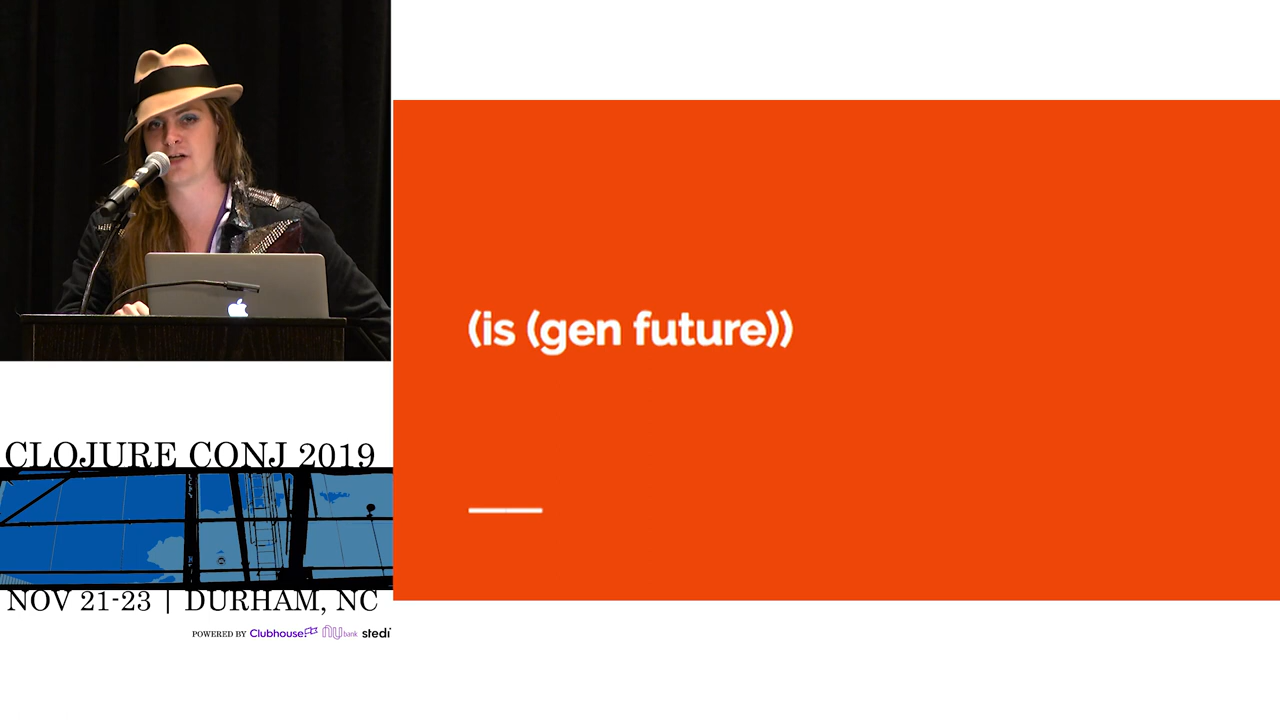 (is (gen future))
CLOJURE CONJ 2019
NOV 21-23 | DURHAM, NC
POWERED BY Clubhouse nu bank stedi